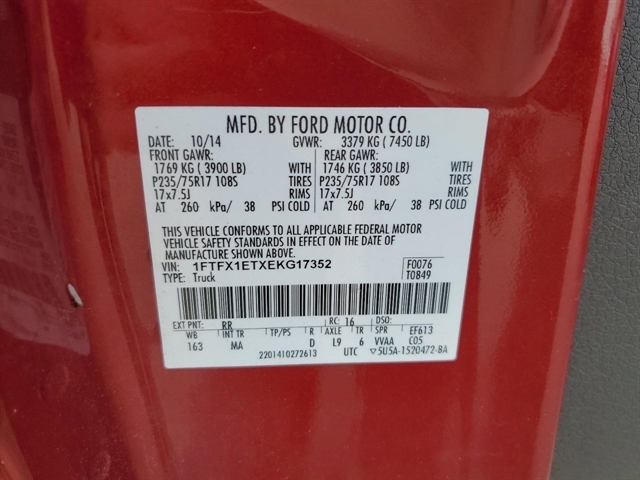 MFD. BY FORD MOTOR CO.
DATE: 10/14 GVWR: 3379 KG ( 7450 LB)
FRONT GAWR: REAR GAWR:
1769 KG ( 3900 LB) WITH 1746 KG ( 3850 LB) WITH
P235/75R17 108S TIRES P235/75R17 108S TIRES
17x7.5J RIMS 17x7.5J RIMS
AT 260 kPa/ 38 PSI COLD AT 260 kPa/ 38 PSI COLD
THIS VEHICLE CONFORMS TO ALL APPLICABLE FEDERAL MOTOR
VEHICLE SAFETY STANDARDS IN EFFECT ON THE DATE OF
MANUFACTURE SHOWN ABOVE.
VIN: 1FTFX1ETXEKG17352 F0076
TYPE: Truck T0849
EXT PNT: RR RC: 16 DSO:
WB INT TR TP/PS R AXLE TR SPR EF613
163 MA D L9 6 VVAA C05
2201410272613 UTC ▽5U5A-1520472-BA